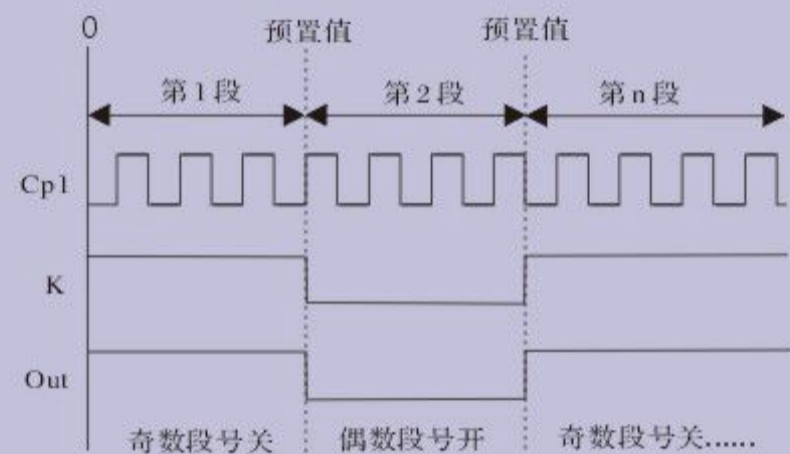 0 预置值 预置值
第1段 第2段 第n段
Cp1
K
Out
奇数段号关 偶数段号开 奇数段号关......